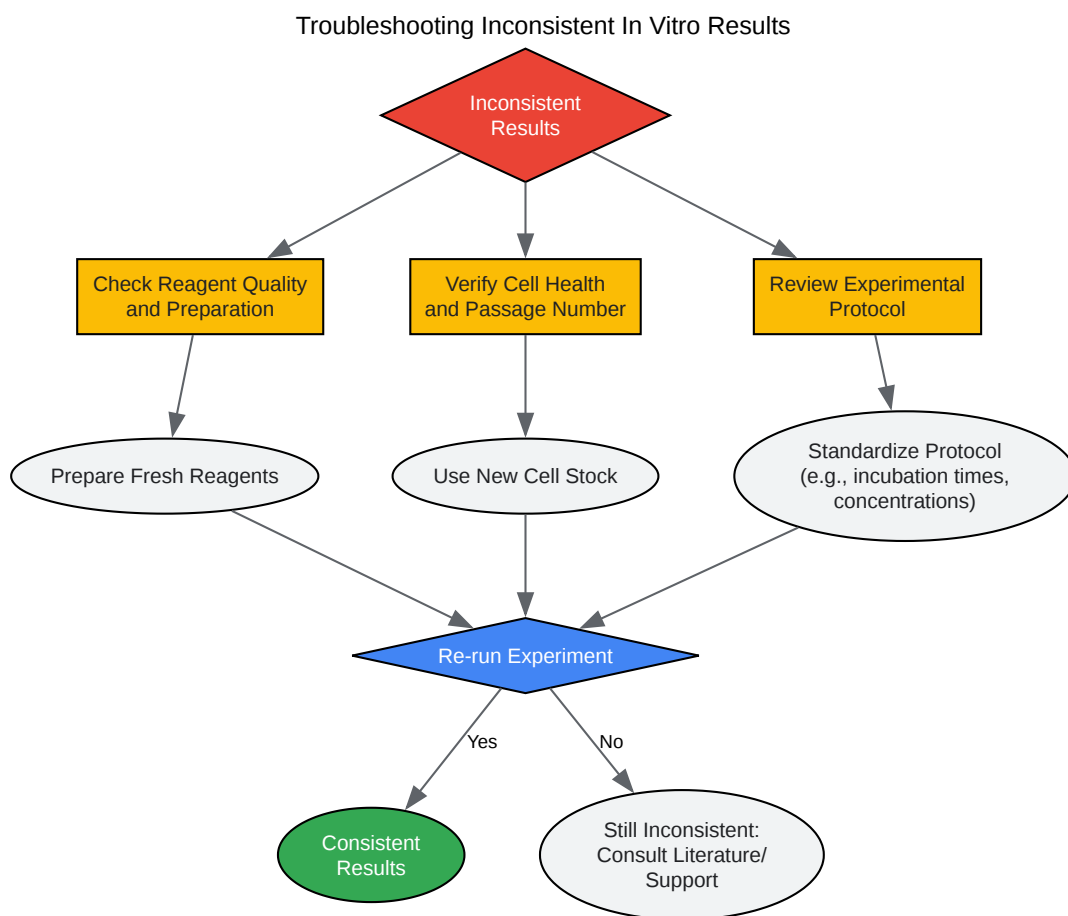 Troubleshooting Inconsistent In Vitro Results
Inconsistent
Results
Check Reagent Quality
and Preparation
Verify Cell Health
and Passage Number
Review Experimental
Protocol
Prepare Fresh Reagents
Use New Cell Stock
Standardize Protocol
(e.g., incubation times,
concentrations)
Re-run Experiment
Yes
No
Consistent
Results
Still Inconsistent:
Consult Literature/
Support